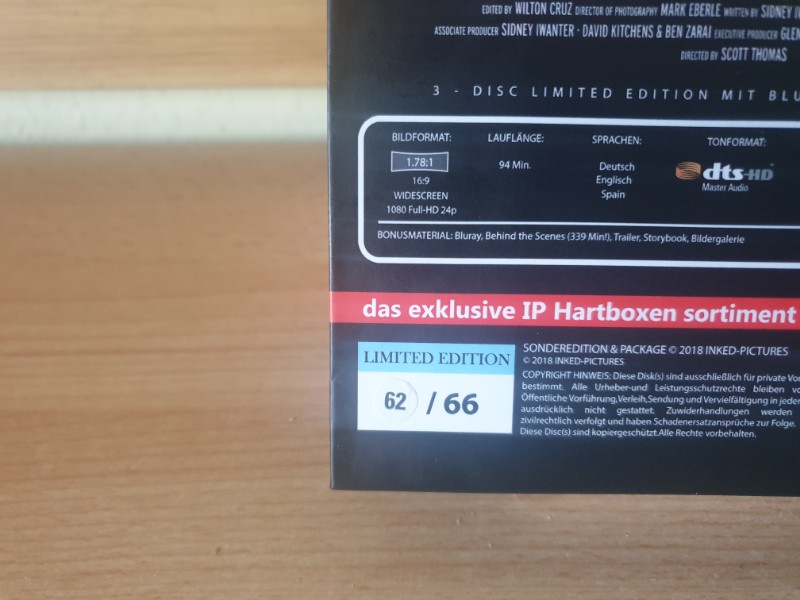 EDITED BY WILTON CRUZ DIRECTOR OF PHOTOGRAPHY MARK EBERLE WRITTEN BY SIDNEY
ASSOCIATE PRODUCER SIDNEY IWANTER · DAVID KITCHENS & BEN ZARAI EXECUTIVE PRODUCER
DIRECTED BY SCOTT THOMAS
3 - DISC LIMITED EDITION MIT
BILDFORMAT: LAUFLÄNGE: SPRACHEN: TONFORMAT:
1.78:1 94 Min. Deutsch dts-HD
16:9 Englisch Master Audio
WIDESCREEN Spain
1080 Full-HD 24p
BONUSMATERIAL: Bluray, Behind the Scenes (339 Min!), Trailer, Storybook, Bildergalerie
das exklusive IP Hartboxen sortiment
LIMITED EDITION
62 / 66
SONDEREDITION & PACKAGE © 2018 INKED-PICTURES
© 2018 INKED-PICTURES
COPYRIGHT HINWEIS: Diese Disk(s) sind ausschließlich für private
bestimmt. Alle Urheber-und Leistungsschutzrechte bleiben
Öffentliche Vorführung,Verleih,Sendung und Vervielfältigung in
ausdrücklich nicht gestattet. Zuwiderhandlungen werden
zivilrechtlich verfolgt und haben Schadenersatzansprüche zur Folge.
Diese Disc(s) sind kopiergeschützt.Alle Rechte vorbehalten.